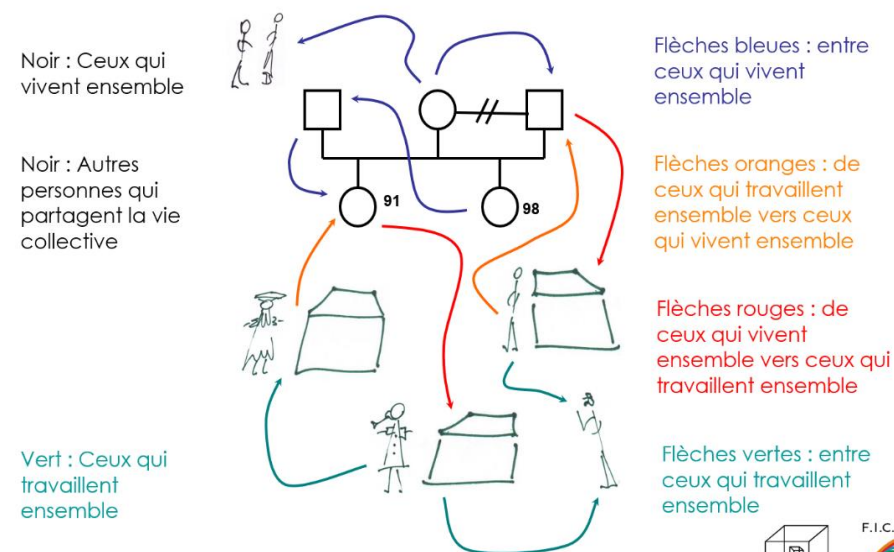 Noir : Ceux qui
vivent ensemble
Noir : Autres
personnes qui
partagent la vie
collective
Vert : Ceux qui
travaillent
ensemble
91
98
Flèches bleues : entre
ceux qui vivent
ensemble
Flèches oranges : de
ceux qui travaillent
ensemble vers ceux
qui vivent ensemble
Flèches rouges : de
ceux qui vivent
ensemble vers ceux qui
travaillent ensemble
Flèches vertes : entre
ceux qui travaillent
ensemble
F.I.C.